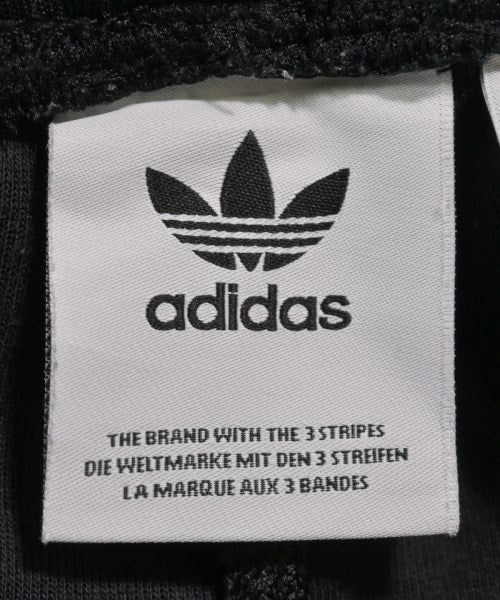 adidas
THE BRAND WITH THE 3 STRIPES
DIE WELTMARKE MIT DEN 3 STREIFEN
LA MARQUE AUX 3 BANDES